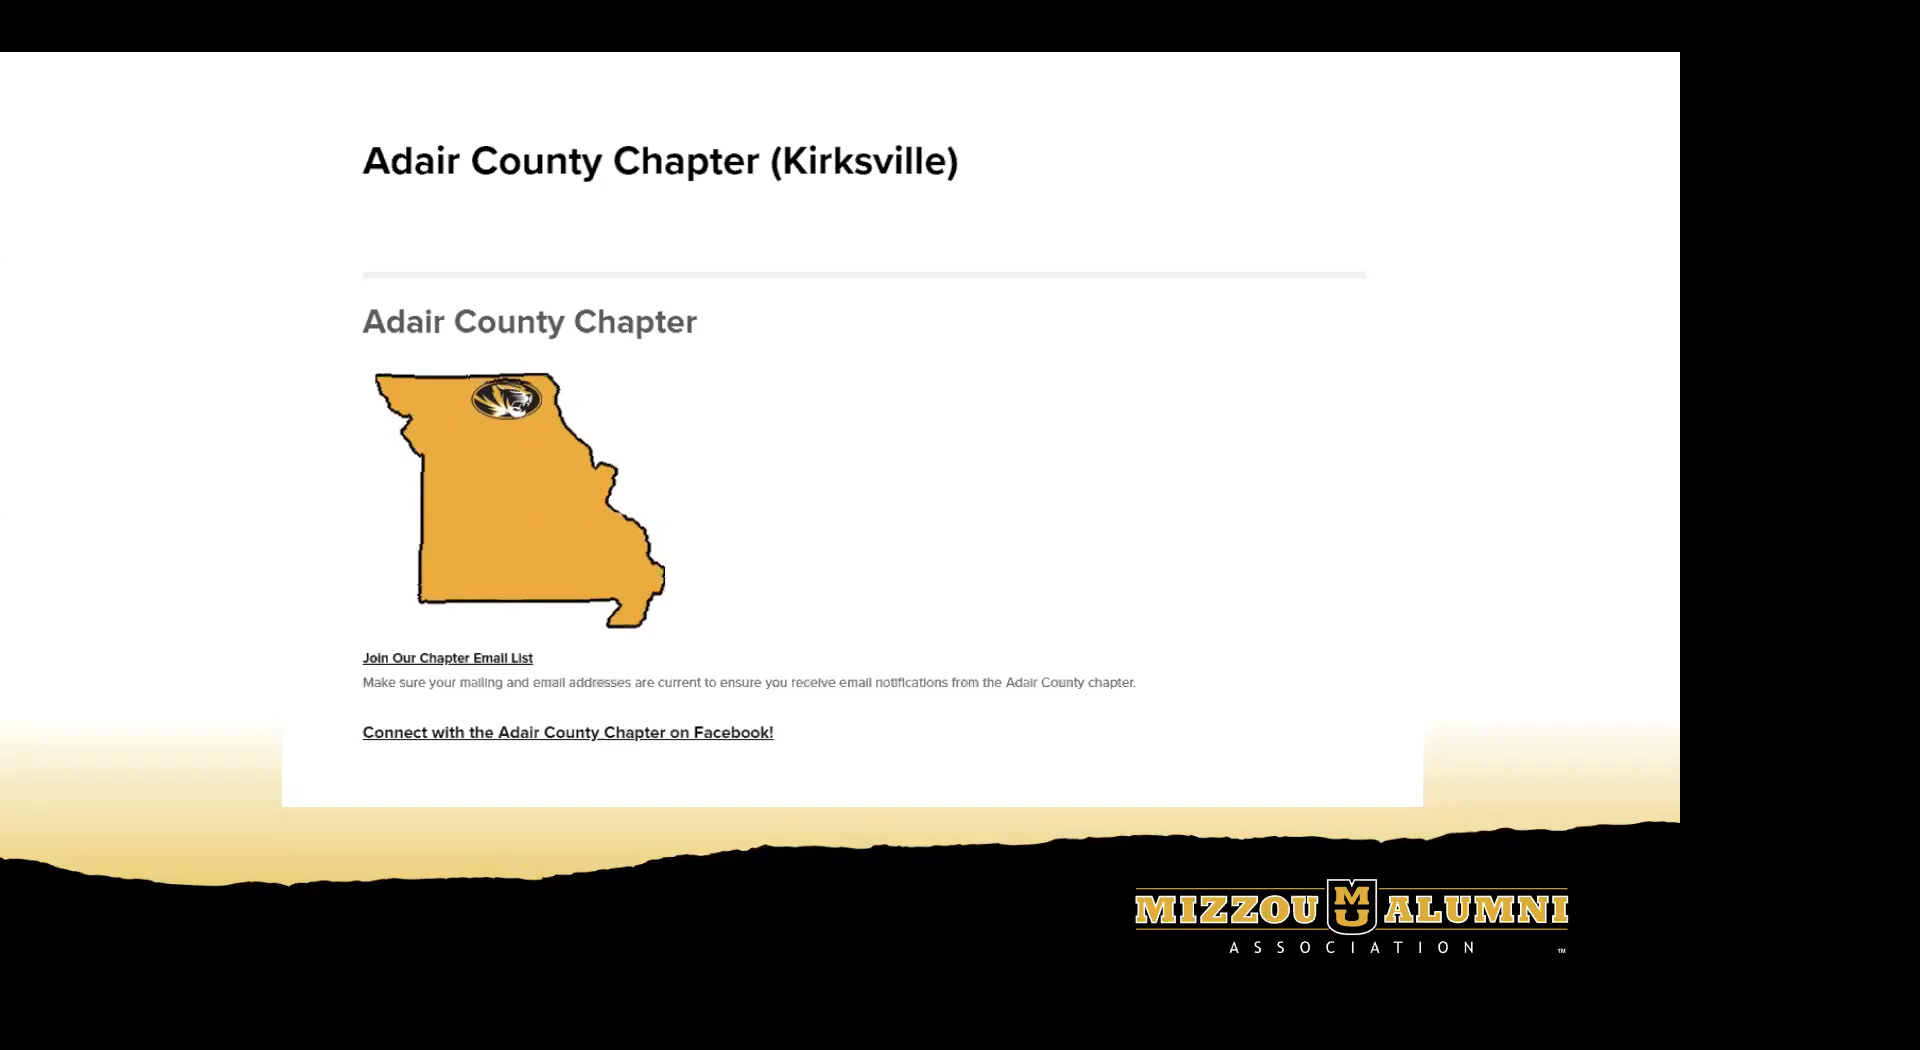 Adair County Chapter (Kirksville)
Adair County Chapter
Join Our Chapter Email List
Make sure your mailing and email addresses are current to ensure you receive email notifications from the Adair County chapter.
Connect with the Adair County Chapter on Facebook!
MIZZOU MU ALUMNI
ASSOCIATION ™